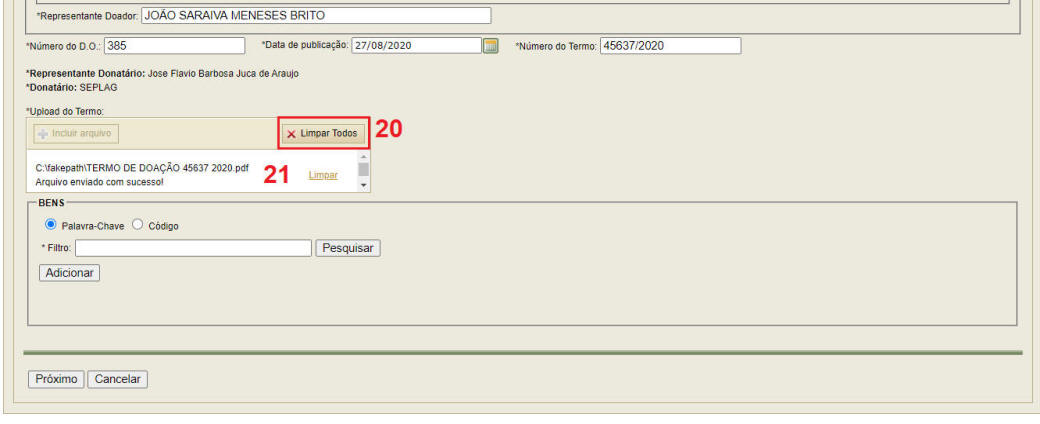 *Representante Doador: JOÃO SARAIVA MENESES BRITO
*Número do D.O.: 385 *Data de publicação: 27/08/2020 *Número do Termo: 45637/2020
*Representante Donatário: Jose Flavio Barbosa Juca de Araujo
*Donatário: SEPLAG
*Upload do Termo:
Incluir arquivo Limpar Todos 20
C:\fakepath\TERMO DE DOAÇÃO 45637 2020.pdf 21 Limpar
Arquivo enviado com sucesso!
BENS
Palavra-Chave Código
* Filtro: Pesquisar
Adicionar
Próximo Cancelar